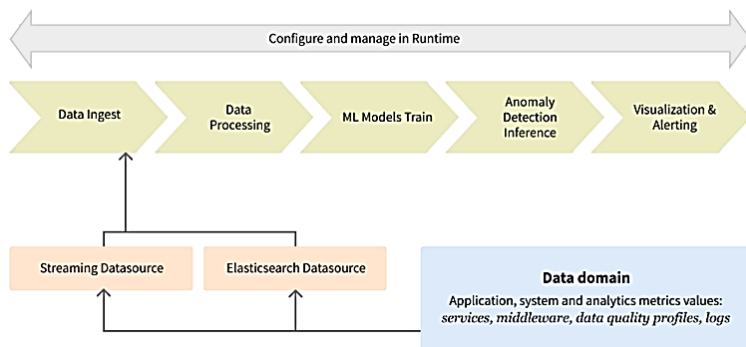 Configure and manage in Runtime
Data Ingest
Data
Processing
ML Models Train
Anomaly
Detection
Inference
Visualization &
Alerting
Streaming Datasource
Elasticsearch Datasource
Data domain
Application, system and analytics metrics values:
services, middleware, data quality profiles, logs